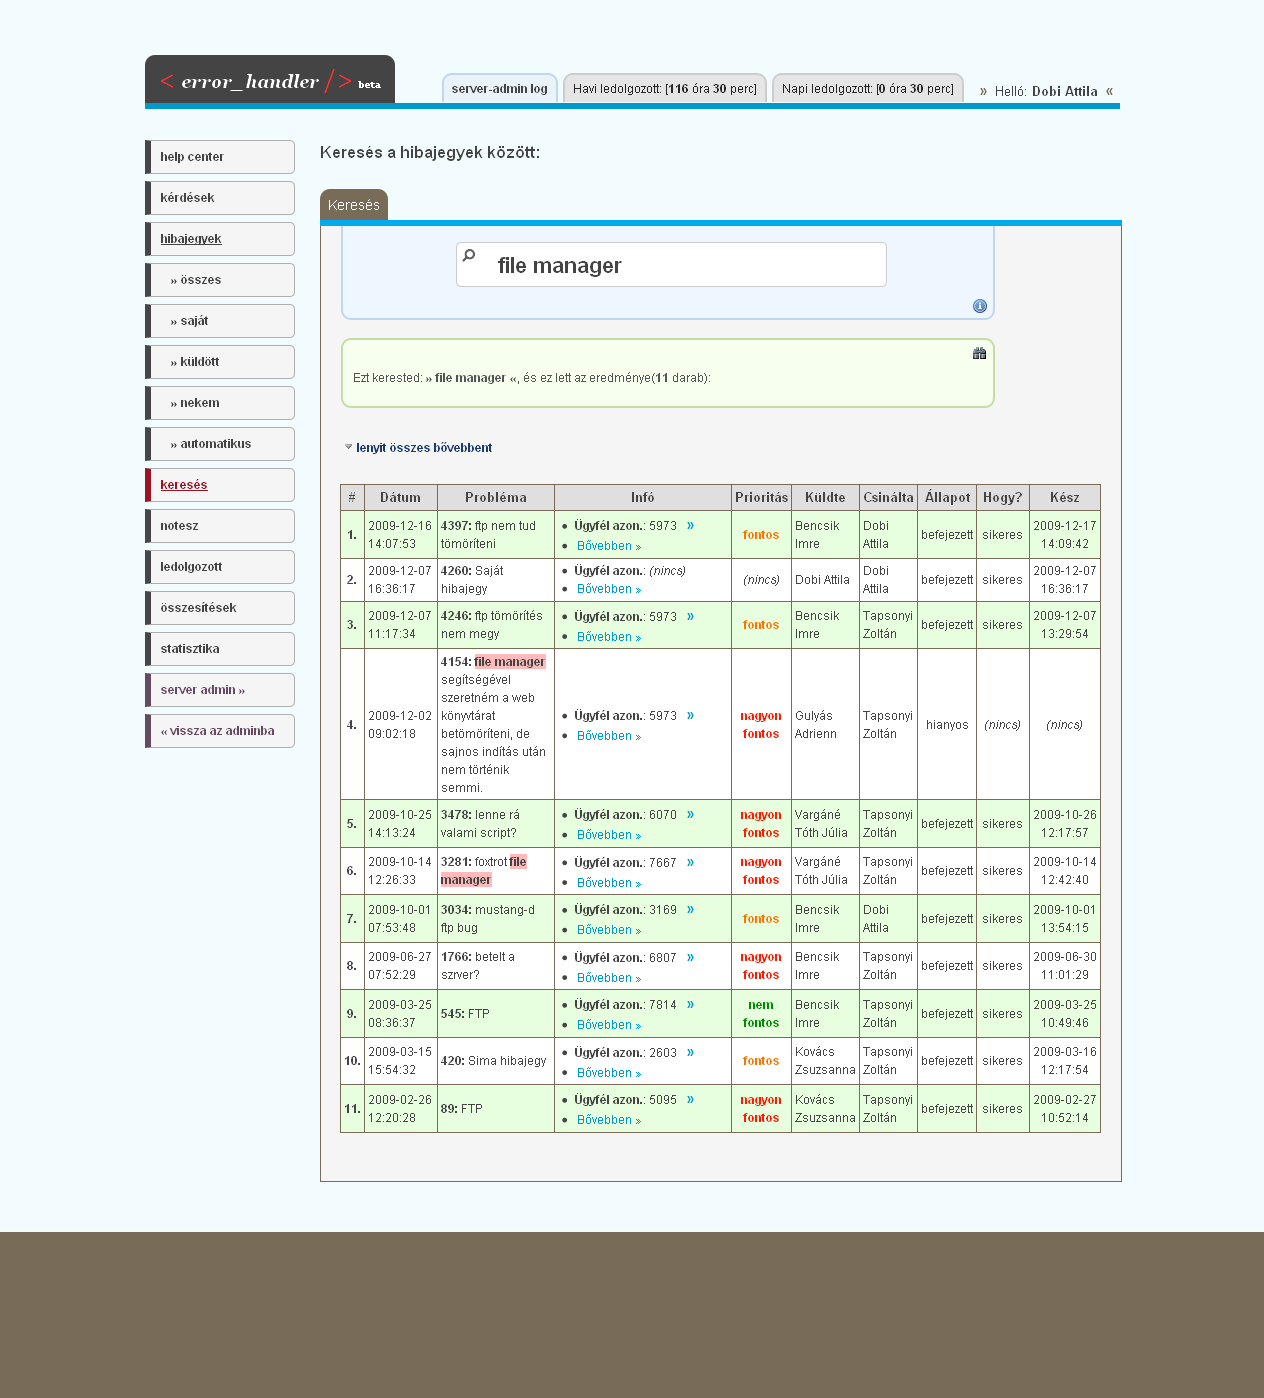 < error_handler /> beta
server-admin log
Havi ledolgozott: [116 óra 30 perc]
Napi ledolgozott: [0 óra 30 perc]
» Helló: Dobi Attila «
help center
kérdések
hibajegyek
» összes
» saját
» küldött
» nekem
» automatikus
keresés
notesz
ledolgozott
összesítések
statisztika
server admin »
« vissza az adminba
Keresés a hibajegyek között:
Keresés
file manager
Ezt kerested: » file manager «, és ez lett az eredménye(11 darab):
lenyit összes bővebbent
# Dátum Probléma Infó Prioritás Küldte Csinálta Állapot Hogy? Kész
1. 2009-12-16 14:07:53 4397: ftp nem tud tömöríteni • Ügyfél azon.: 5973 » • Bővebben » fontos Bencsik Imre Dobi Attila befejezett sikeres 2009-12-17 14:09:42
2. 2009-12-07 16:36:17 4260: Saját hibajegy • Ügyfél azon.: (nincs) • Bővebben » (nincs) Dobi Attila Dobi Attila befejezett sikeres 2009-12-07 16:36:17
3. 2009-12-07 11:17:34 4246: ftp tömörítés nem megy • Ügyfél azon.: 5973 » • Bővebben » fontos Bencsik Imre Tapsonyi Zoltán befejezett sikeres 2009-12-07 13:29:54
4. 2009-12-02 09:02:18 4154: file manager segítségével szeretném a web könyvtárat betömöríteni, de sajnos indítás után nem történik semmi. • Ügyfél azon.: 5973 » • Bővebben » nagyon fontos Gulyás Adrienn Tapsonyi Zoltán hianyos (nincs) (nincs)
5. 2009-10-25 14:13:24 3478: lenne rá valami script? • Ügyfél azon.: 6070 » • Bővebben » nagyon fontos Vargáné Tóth Júlia Tapsonyi Zoltán befejezett sikeres 2009-10-26 12:17:57
6. 2009-10-14 12:26:33 3281: foxtrot file manager • Ügyfél azon.: 7667 » • Bővebben » nagyon fontos Vargáné Tóth Júlia Tapsonyi Zoltán befejezett sikeres 2009-10-14 12:42:40
7. 2009-10-01 07:53:48 3034: mustang-d ftp bug • Ügyfél azon.: 3169 » • Bővebben » fontos Bencsik Imre Dobi Attila befejezett sikeres 2009-10-01 13:54:15
8. 2009-06-27 07:52:29 1766: betelt a szrver? • Ügyfél azon.: 6807 » • Bővebben » nagyon fontos Bencsik Imre Tapsonyi Zoltán befejezett sikeres 2009-06-30 11:01:29
9. 2009-03-25 08:36:37 545: FTP • Ügyfél azon.: 7814 » • Bővebben » nem fontos Bencsik Imre Tapsonyi Zoltán befejezett sikeres 2009-03-25 10:49:46
10. 2009-03-15 15:54:32 420: Sima hibajegy • Ügyfél azon.: 2603 » • Bővebben » fontos Kovács Zsuzsanna Tapsonyi Zoltán befejezett sikeres 2009-03-16 12:17:54
11. 2009-02-26 12:20:28 89: FTP • Ügyfél azon.: 5095 » • Bővebben » nagyon fontos Kovács Zsuzsanna Tapsonyi Zoltán befejezett sikeres 2009-02-27 10:52:14